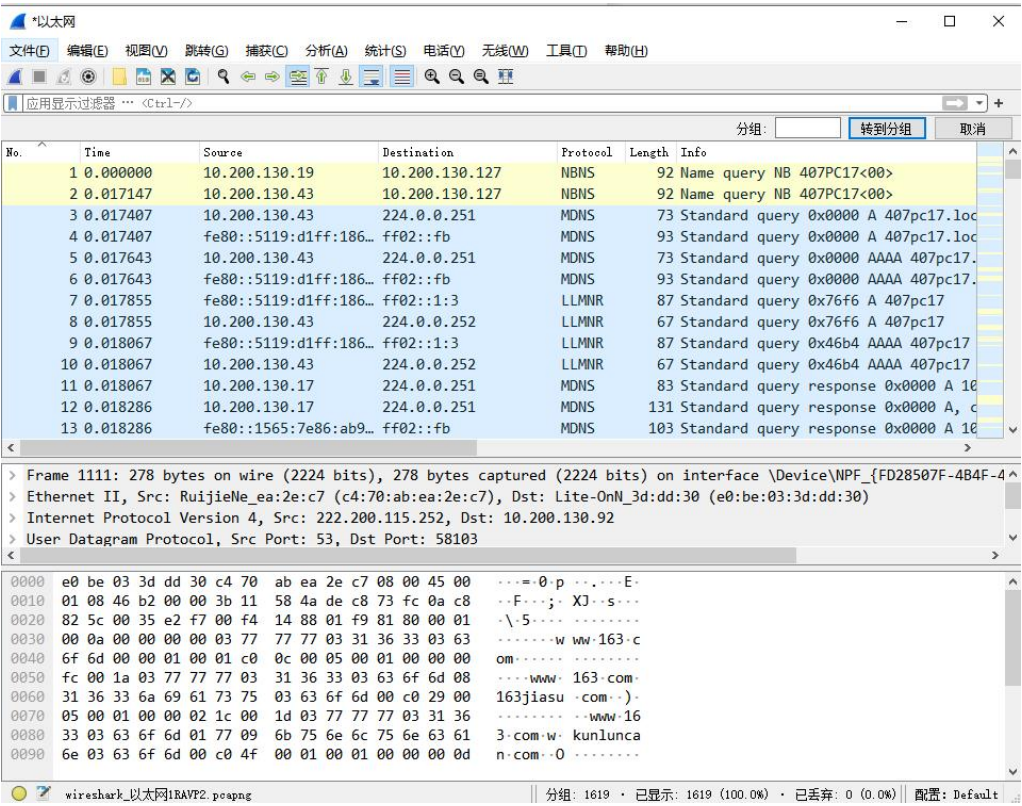 *以太网
文件(F) 编辑(E) 视图(V) 跳转(G) 捕获(C) 分析(A) 统计(S) 电话(Y) 无线(W) 工具(T) 帮助(H)
应用显示过滤器 … <Ctrl-/>
分组: 转到分组 取消
No. Time Source Destination Protocol Length Info
1 0.000000 10.200.130.19 10.200.130.127 NBNS 92 Name query NB 407PC17<00>
2 0.017147 10.200.130.43 10.200.130.127 NBNS 92 Name query NB 407PC17<00>
3 0.017407 10.200.130.43 224.0.0.251 MDNS 73 Standard query 0x0000 A 407pc17.loc
4 0.017407 fe80::5119:d1ff:186… ff02::fb MDNS 93 Standard query 0x0000 A 407pc17.loc
5 0.017643 10.200.130.43 224.0.0.251 MDNS 73 Standard query 0x0000 AAAA 407pc17.
6 0.017643 fe80::5119:d1ff:186… ff02::fb MDNS 93 Standard query 0x0000 AAAA 407pc17.
7 0.017855 fe80::5119:d1ff:186… ff02::1:3 LLMNR 87 Standard query 0x76f6 A 407pc17
8 0.017855 10.200.130.43 224.0.0.252 LLMNR 67 Standard query 0x76f6 A 407pc17
9 0.018067 fe80::5119:d1ff:186… ff02::1:3 LLMNR 87 Standard query 0x46b4 AAAA 407pc17
10 0.018067 10.200.130.43 224.0.0.252 LLMNR 67 Standard query 0x46b4 AAAA 407pc17
11 0.018067 10.200.130.17 224.0.0.251 MDNS 83 Standard query response 0x0000 A 10
12 0.018286 10.200.130.17 224.0.0.251 MDNS 131 Standard query response 0x0000 A, c
13 0.018286 fe80::1565:7e86:ab9… ff02::fb MDNS 103 Standard query response 0x0000 A 10
Frame 1111: 278 bytes on wire (2224 bits), 278 bytes captured (2224 bits) on interface \Device\NPF_{FD28507F-4B4F-4
Ethernet II, Src: RuijieNe_ea:2e:c7 (c4:70:ab:ea:2e:c7), Dst: Lite-OnN_3d:dd:30 (e0:be:03:3d:dd:30)
Internet Protocol Version 4, Src: 222.200.115.252, Dst: 10.200.130.92
User Datagram Protocol, Src Port: 53, Dst Port: 58103
0000 e0 be 03 3d dd 30 c4 70 ab ea 2e c7 08 00 45 00 ···=·0·p ··.···E·
0010 01 08 46 b2 00 00 3b 11 58 4a de c8 73 fc 0a c8 ··F···;· XJ··s···
0020 82 5c 00 35 e2 f7 00 f4 14 88 01 f9 81 80 00 01 ·\·5···· ········
0030 00 0a 00 00 00 00 03 77 77 77 03 31 36 33 03 63 ·······w ww·163·c
0040 6f 6d 00 00 01 00 01 c0 0c 00 05 00 01 00 00 00 om······ ········
0050 fc 00 1a 03 77 77 77 03 31 36 33 03 63 6f 6d 08 ····www· 163·com·
0060 31 36 33 6a 69 61 73 75 03 63 6f 6d 00 c0 29 00 163jiasu ·com··)·
0070 05 00 01 00 00 02 1c 00 1d 03 77 77 77 03 31 36 ········ ··www·16
0080 33 03 63 6f 6d 01 77 09 6b 75 6e 6c 75 6e 63 61 3·com·w· kunlunca
0090 6e 03 63 6f 6d 00 c0 4f 00 01 00 01 00 00 00 0d n·com··O ········
wireshark_以太网1RAVP2.pcapng 分组: 1619 · 已显示: 1619 (100.0%) · 已丢弃: 0 (0.0%) 配置: Default